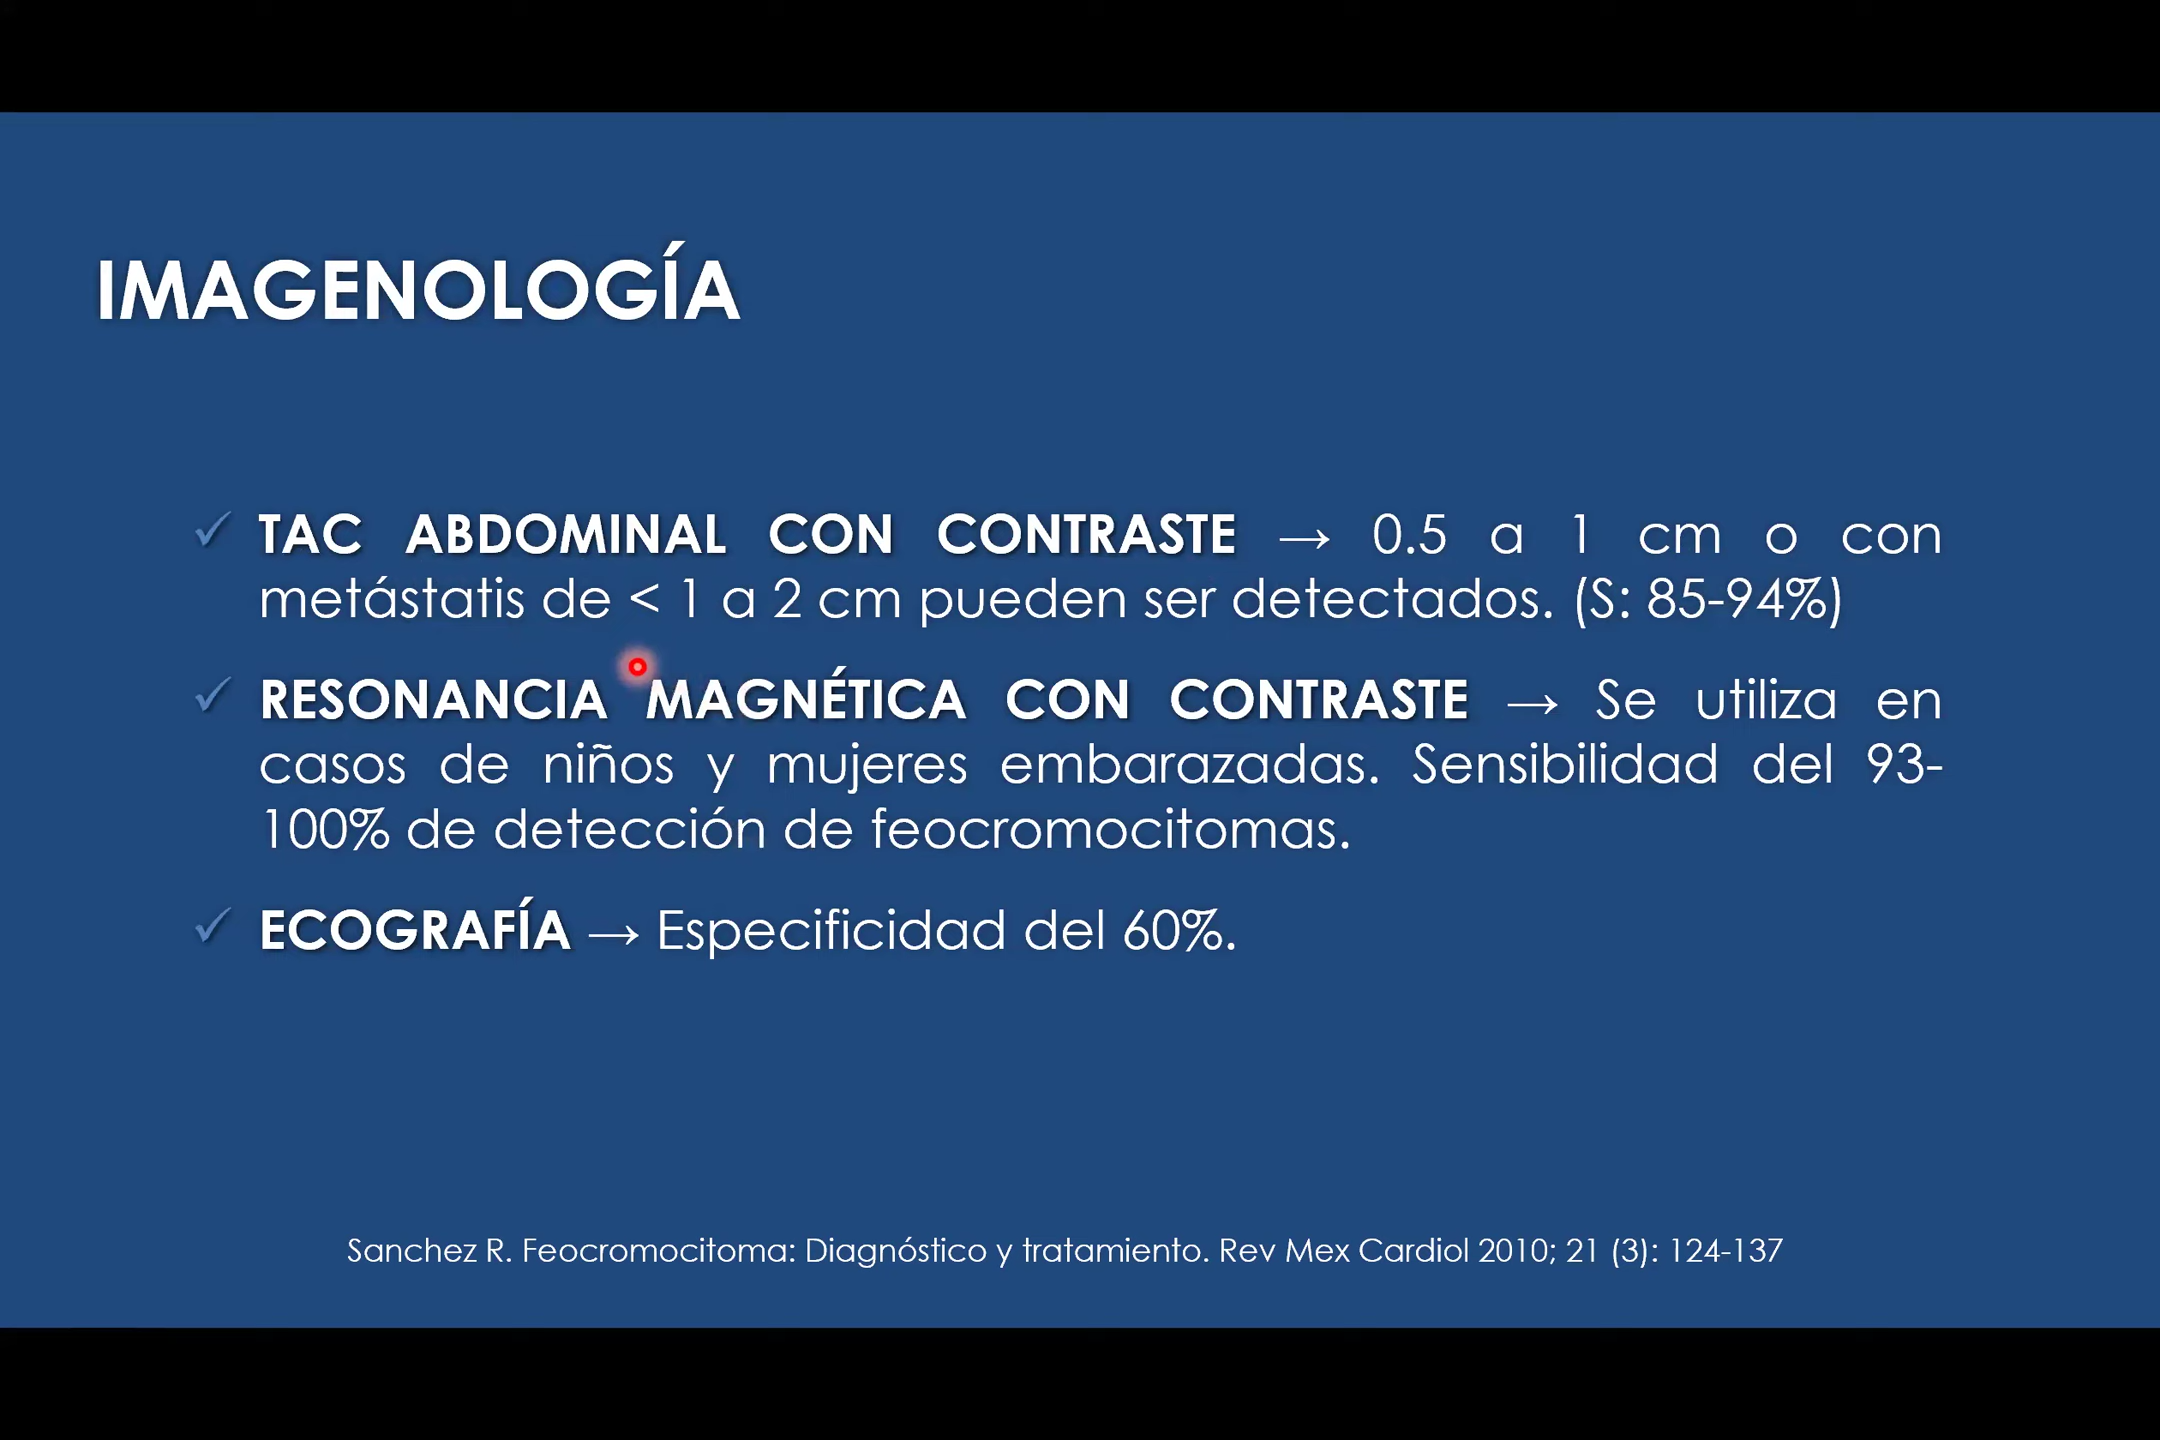 IMAGENOLOGÍA
✓ TAC ABDOMINAL CON CONTRASTE → 0.5 a 1 cm o con
metástatis de < 1 a 2 cm pueden ser detectados. (S: 85-94%)
✓ RESONANCIA MAGNÉTICA CON CONTRASTE → Se utiliza en
casos de niños y mujeres embarazadas. Sensibilidad del 93-
100% de detección de feocromocitomas.
✓ ECOGRAFÍA → Especificidad del 60%.
Sanchez R. Feocromocitoma: Diagnóstico y tratamiento. Rev Mex Cardiol 2010; 21 (3): 124-137